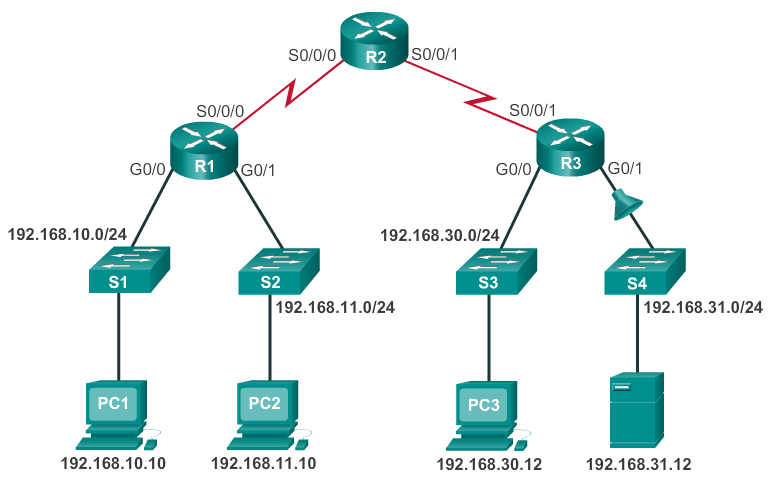 R2
S0/0/0
S0/0/1
S0/0/0
S0/0/1
R1
R3
G0/0
G0/1
G0/0
G0/1
192.168.10.0/24
192.168.30.0/24
S1
S2
S3
S4
192.168.11.0/24
192.168.31.0/24
PC1
PC2
PC3
192.168.10.10
192.168.11.10
192.168.30.12
192.168.31.12